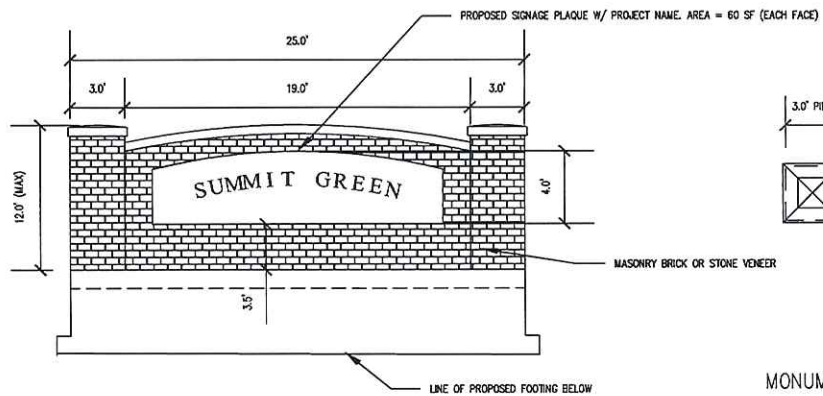 PROPOSED SIGNAGE PLAQUE W/ PROJECT NAME. AREA = 60 SF (EACH FACE)
25.0'
3.0'
19.0'
3.0'
3.0'
12.0' (MAX)
SUMMIT GREEN
4.0'
3.5'
MASONRY BRICK OR STONE VENEER
LINE OF PROPOSED FOOTING BELOW